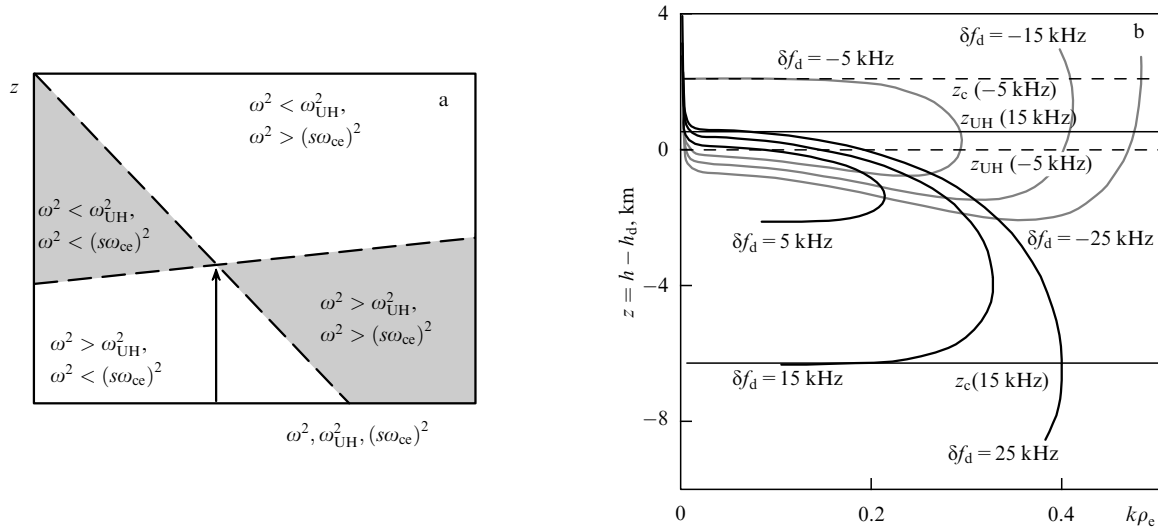 z
a
ω² < ω²_UH,
ω² > (sω_ce)²
ω² < ω²_UH,
ω² < (sω_ce)²
ω² > ω²_UH,
ω² > (sω_ce)²
ω² > ω²_UH,
ω² < (sω_ce)²
ω², ω²_UH, (sω_ce)²
b
z = h − h_d, km
4
0
−4
−8
δf_d = −15 kHz
δf_d = −5 kHz
z_c (−5 kHz)
z_UH (15 kHz)
z_UH (−5 kHz)
δf_d = 5 kHz
δf_d = −25 kHz
δf_d = 15 kHz
z_c(15 kHz)
δf_d = 25 kHz
0
0.2
0.4
kρ_e